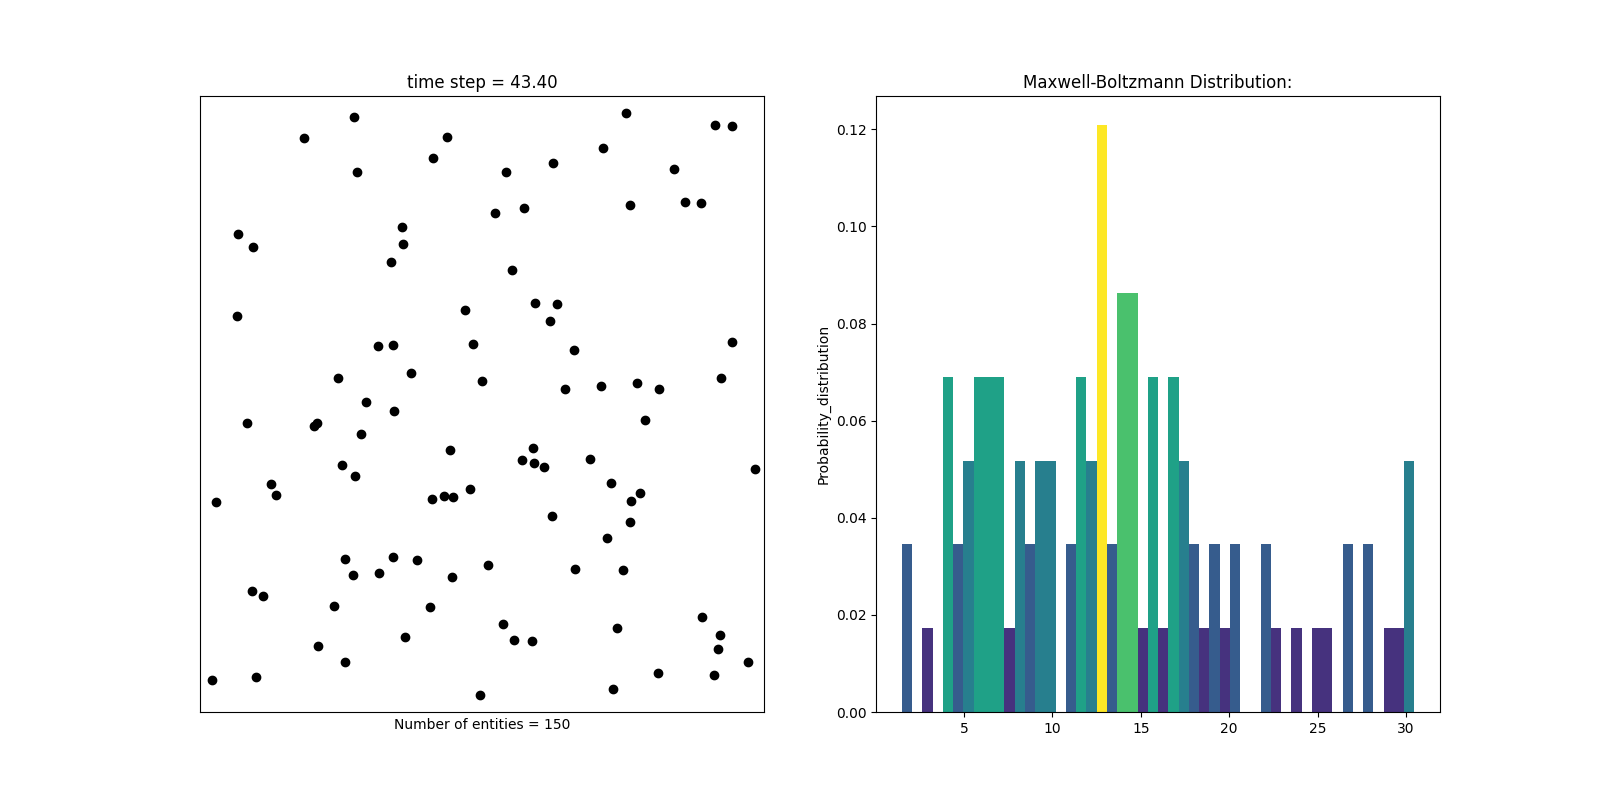 time step = 43.40
Number of entities = 150
Maxwell-Boltzmann Distribution:
Probability_distribution
0.12
0.10
0.08
0.06
0.04
0.02
0.00
5 10 15 20 25 30